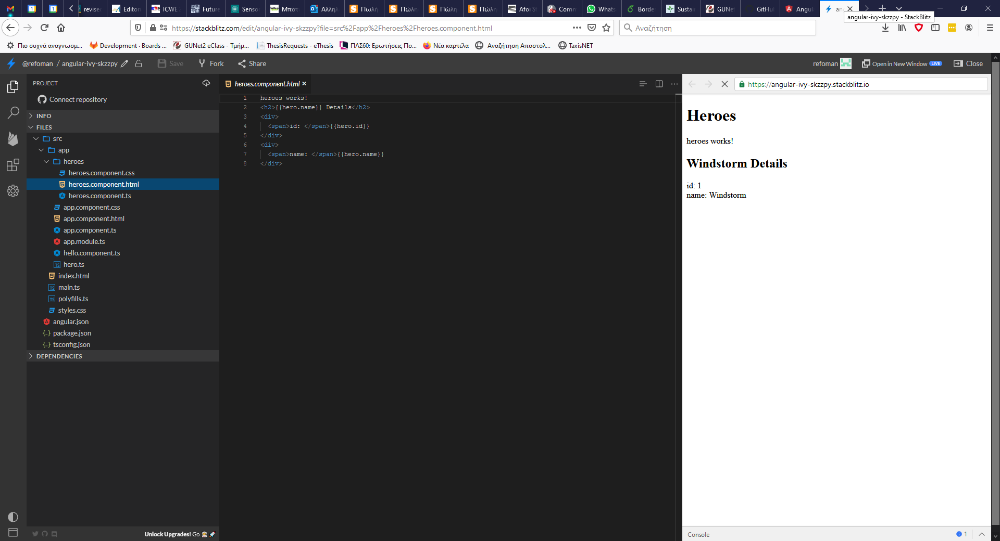 revised
Editori
ICWE
Future
Sensor
Μπατ
Αλλη
Πωλή
Πώλη
Πώλη
Πώλη
Afoi S
Comm
Whats
Border
Sustai
GUNe
GitHu
Angul
an
angular-ivy-skzzpy - StackBlitz
https://stackblitz.com/edit/angular-ivy-skzzpy?file=src%2Fapp%2Fheroes%2Fheroes.component.html
Αναζήτηση
Πιο συχνά αναγνωσμ...
Development · Boards ...
GUNet2 eClass - Τμήμ...
ThesisRequests - eThesis
ΠΛΣ60: Ερωτήσεις Πο...
Νέα καρτέλα
Αναζήτηση Αποστολ...
TaxisNET
@refoman / angular-ivy-skzzpy
Save
Fork
Share
refoman
Open in New Window LIVE
Close
PROJECT
Connect repository
INFO
FILES
src
app
heroes
heroes.component.css
heroes.component.html
heroes.component.ts
app.component.css
app.component.html
app.component.ts
app.module.ts
hello.component.ts
hero.ts
index.html
main.ts
polyfills.ts
styles.css
angular.json
package.json
tsconfig.json
DEPENDENCIES
Unlock Upgrades! Go
heroes.component.html
1 heroes works!
2 <h2>{{hero.name}} Details</h2>
3 <div>
4 <span>id: </span>{{hero.id}}
5 </div>
6 <div>
7 <span>name: </span>{{hero.name}}
8 </div>
https://angular-ivy-skzzpy.stackblitz.io
Heroes
heroes works!
Windstorm Details
id: 1
name: Windstorm
Console
1